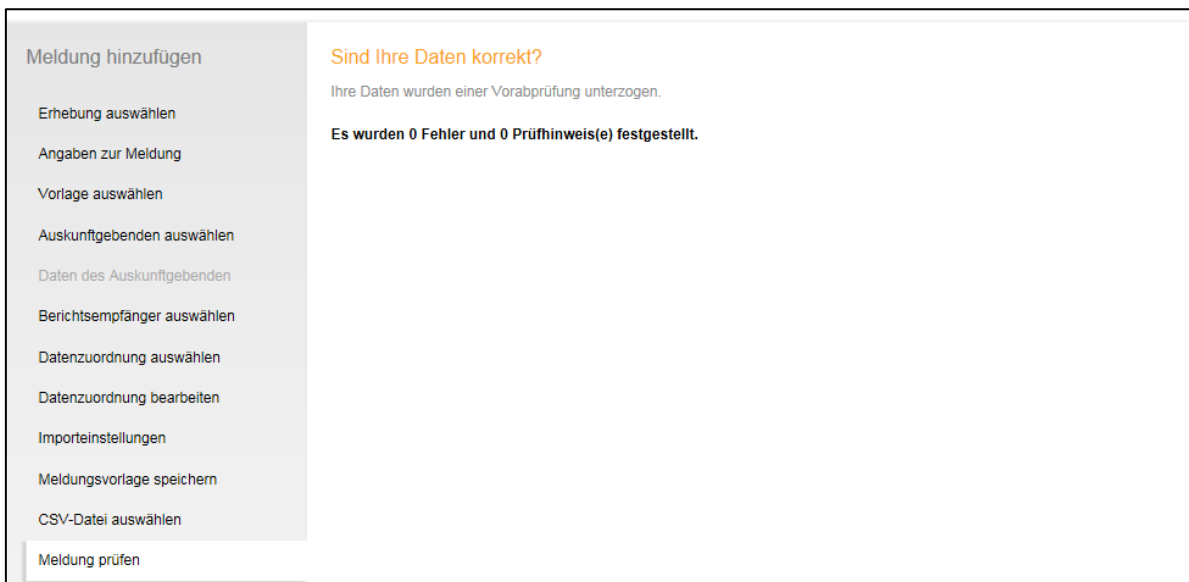 Meldung hinzufügen
Erhebung auswählen
Angaben zur Meldung
Vorlage auswählen
Auskunftgebenden auswählen
Daten des Auskunftgebenden
Berichtsempfänger auswählen
Datenzuordnung auswählen
Datenzuordnung bearbeiten
Importeinstellungen
Meldungsvorlage speichern
CSV-Datei auswählen
Meldung prüfen
Sind Ihre Daten korrekt?
Ihre Daten wurden einer Vorabprüfung unterzogen.
Es wurden 0 Fehler und 0 Prüfhinweis(e) festgestellt.